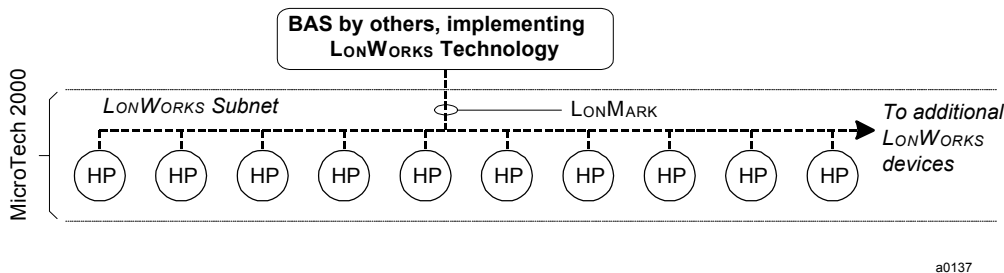 BAS by others, implementing
LONWORKS Technology
MicroTech 2000
LONWORKS Subnet
LONMARK
To additional
LONWORKS
devices
HP HP HP HP HP HP HP HP HP HP
a0137